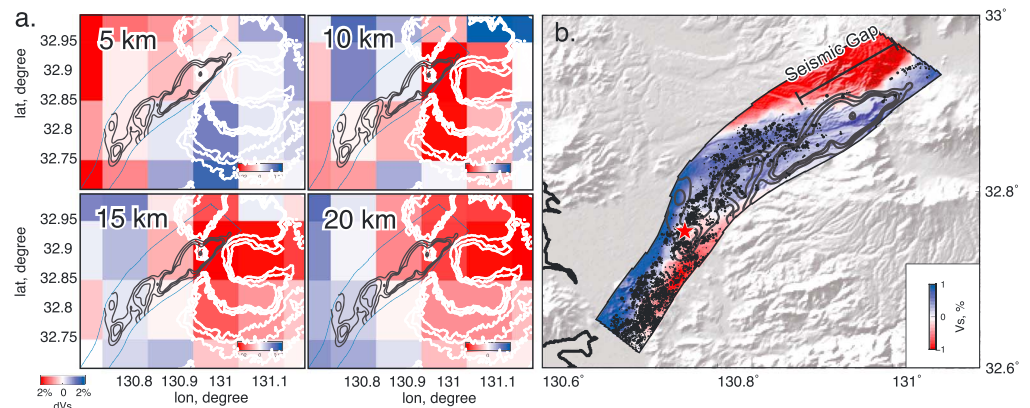 a.
5 km
10 km
32.95
32.9
32.85
32.8
32.75
lat, degree
15 km
20 km
32.95
32.9
32.85
32.8
32.75
lat, degree
130.8 130.9 131 131.1
130.8 130.9 131 131.1
lon, degree
lon, degree
2% 0 2%
dVs
b.
Seismic Gap
33°
32.8°
32.6°
130.6°
130.8°
131°
1
0
-1
Vs, %